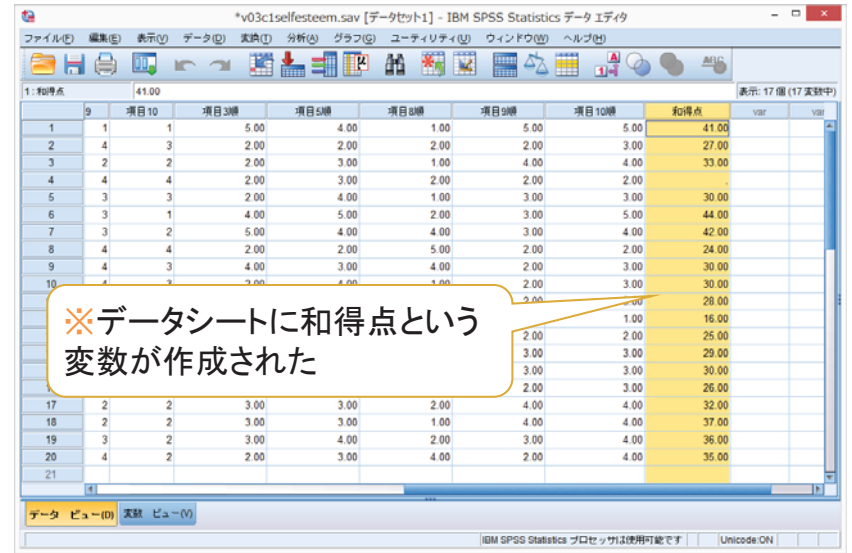 *v03c1selfesteem.sav [データセット1] - IBM SPSS Statistics データ エディタ
ファイル(F) 編集(E) 表示(V) データ(D) 変換(T) 分析(A) グラフ(G) ユーティリティ(U) ウィンドウ(W) ヘルプ(H)
1 : 和得点 41.00 表示: 17 個 (17 変数中)
9 項目10 項目3順 項目5順 項目8順 項目9順 項目10順 和得点 var var
1 1 1 5.00 4.00 1.00 5.00 5.00 41.00
2 4 3 2.00 2.00 2.00 2.00 3.00 27.00
3 2 2 2.00 3.00 1.00 4.00 4.00 33.00
4 4 4 2.00 3.00 2.00 2.00 2.00 .
5 3 3 2.00 4.00 1.00 3.00 3.00 30.00
6 3 1 4.00 5.00 2.00 3.00 5.00 44.00
7 3 2 5.00 4.00 4.00 3.00 4.00 42.00
8 4 4 2.00 2.00 5.00 2.00 2.00 24.00
9 4 3 4.00 3.00 4.00 2.00 3.00 30.00
10 4 3 2.00 4.00 1.00 2.00 3.00 30.00
2.00 28.00
1.00 16.00
2.00 2.00 25.00
3.00 3.00 29.00
3.00 3.00 30.00
2.00 3.00 26.00
※データシートに和得点という
変数が作成された
17 2 2 3.00 3.00 2.00 4.00 4.00 32.00
18 2 2 3.00 3.00 1.00 4.00 4.00 37.00
19 3 2 3.00 4.00 2.00 3.00 4.00 36.00
20 4 2 2.00 3.00 4.00 2.00 4.00 35.00
21
データ ビュー(D) 変数 ビュー(V)
IBM SPSS Statistics プロセッサは使用可能です Unicode:ON